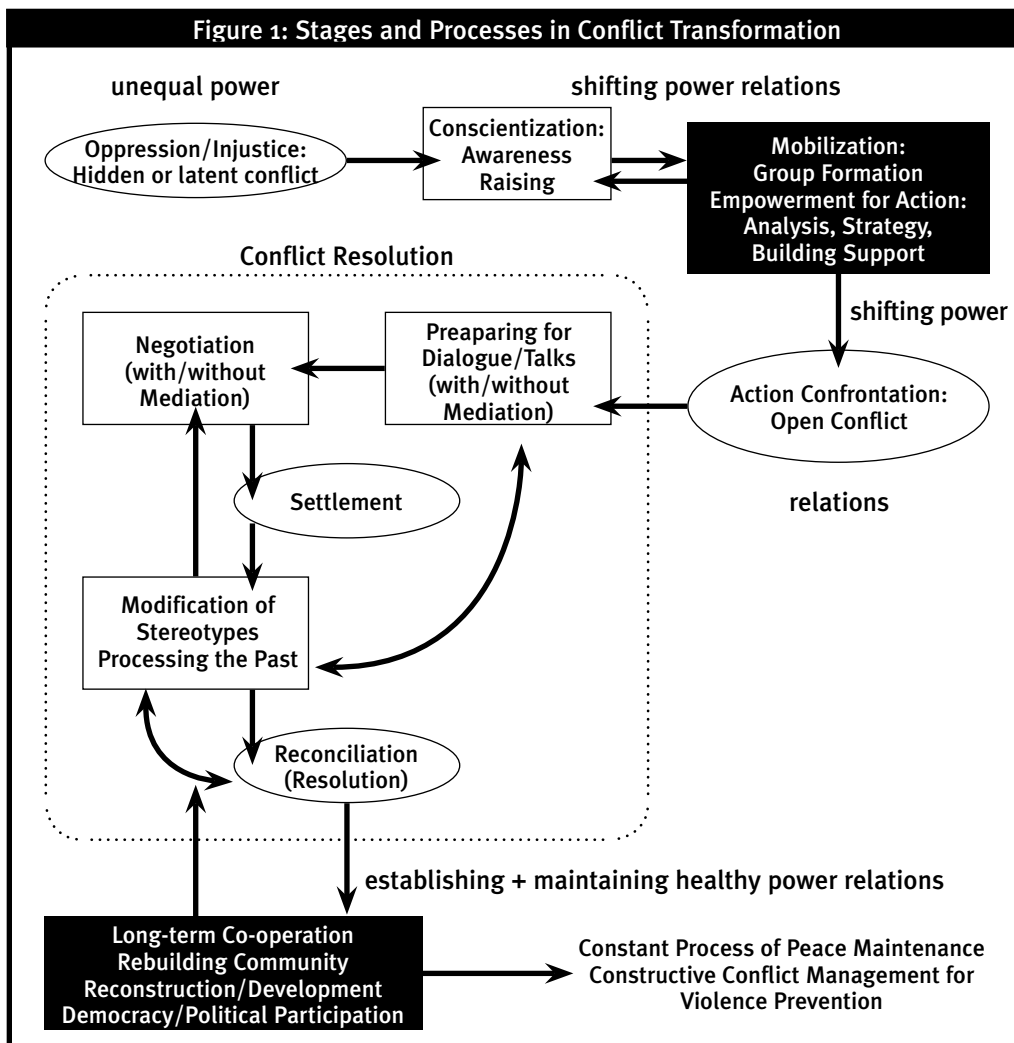 Figure 1: Stages and Processes in Conflict Transformation
unequal power
shifting power relations
Oppression/Injustice:
Hidden or latent conflict
Conscientization:
Awareness
Raising
Mobilization:
Group Formation
Empowerment for Action:
Analysis, Strategy,
Building Support
shifting power
Action Confrontation:
Open Conflict
relations
Conflict Resolution
Preaparing for
Dialogue/Talks
(with/without
Mediation)
Negotiation
(with/without
Mediation)
Settlement
Modification of
Stereotypes
Processing the Past
Reconciliation
(Resolution)
establishing + maintaining healthy power relations
Long-term Co-operation
Rebuilding Community
Reconstruction/Development
Democracy/Political Participation
Constant Process of Peace Maintenance
Constructive Conflict Management for
Violence Prevention